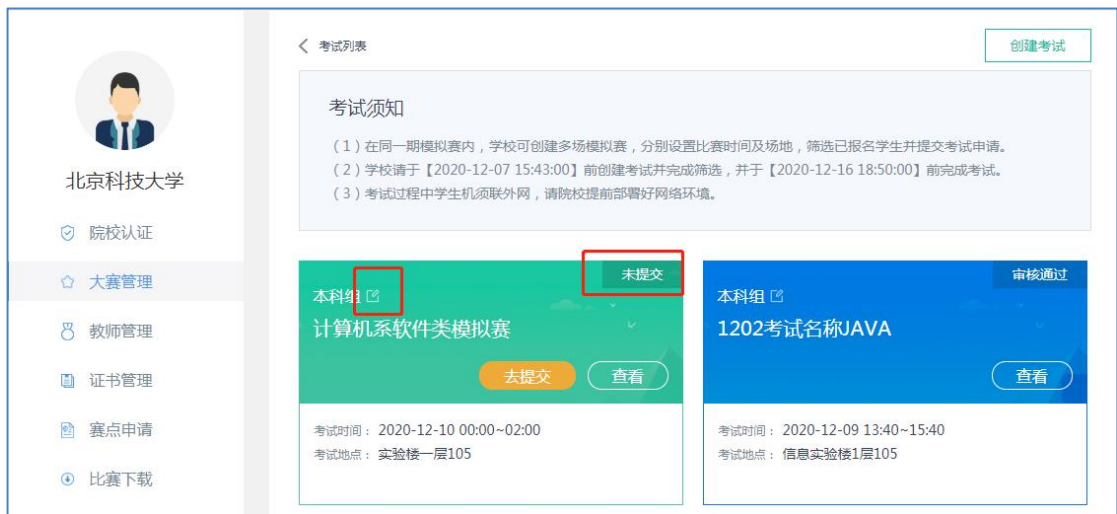 考试列表
创建考试
考试须知
（1）在同一期模拟赛内，学校可创建多场模拟赛，分别设置比赛时间及场地，筛选已报名学生并提交考试申请。
（2）学校请于【2020-12-07 15:43:00】前创建考试并完成筛选，并于【2020-12-16 18:50:00】前完成考试。
（3）考试过程中学生机须联外网，请院校提前部署好网络环境。
北京科技大学
院校认证
大赛管理
教师管理
证书管理
赛点申请
比赛下载
未提交
本科组
计算机系软件类模拟赛
去提交
查看
考试时间： 2020-12-10 00:00~02:00
考试地点： 实验楼一层105
审核通过
本科组
1202考试名称JAVA
查看
考试时间： 2020-12-09 13:40~15:40
考试地点： 信息实验楼1层105